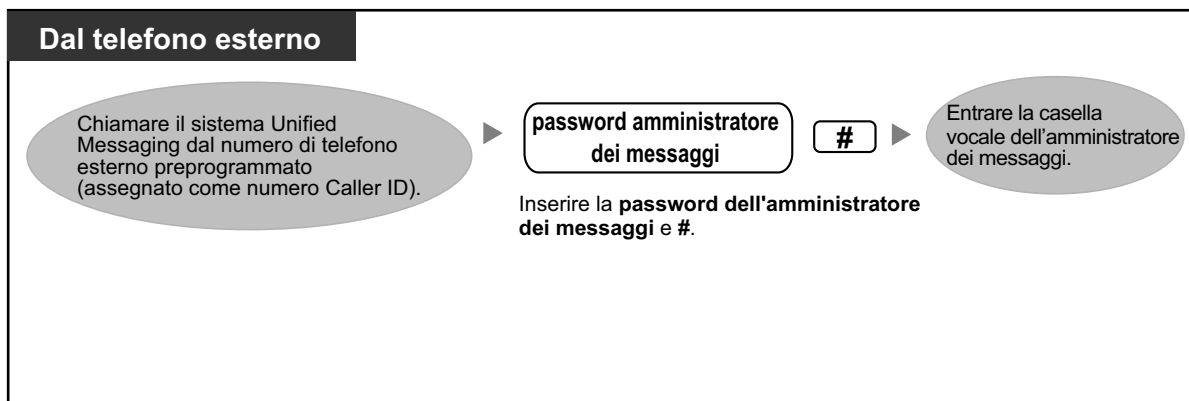 Dal telefono esterno
Chiamare il sistema Unified
Messaging dal numero di telefono
esterno preprogrammato
(assegnato come numero Caller ID).
password amministratore
dei messaggi
#
Inserire la password dell'amministratore
dei messaggi e #.
Entrare la casella
vocale dell’amministratore
dei messaggi.